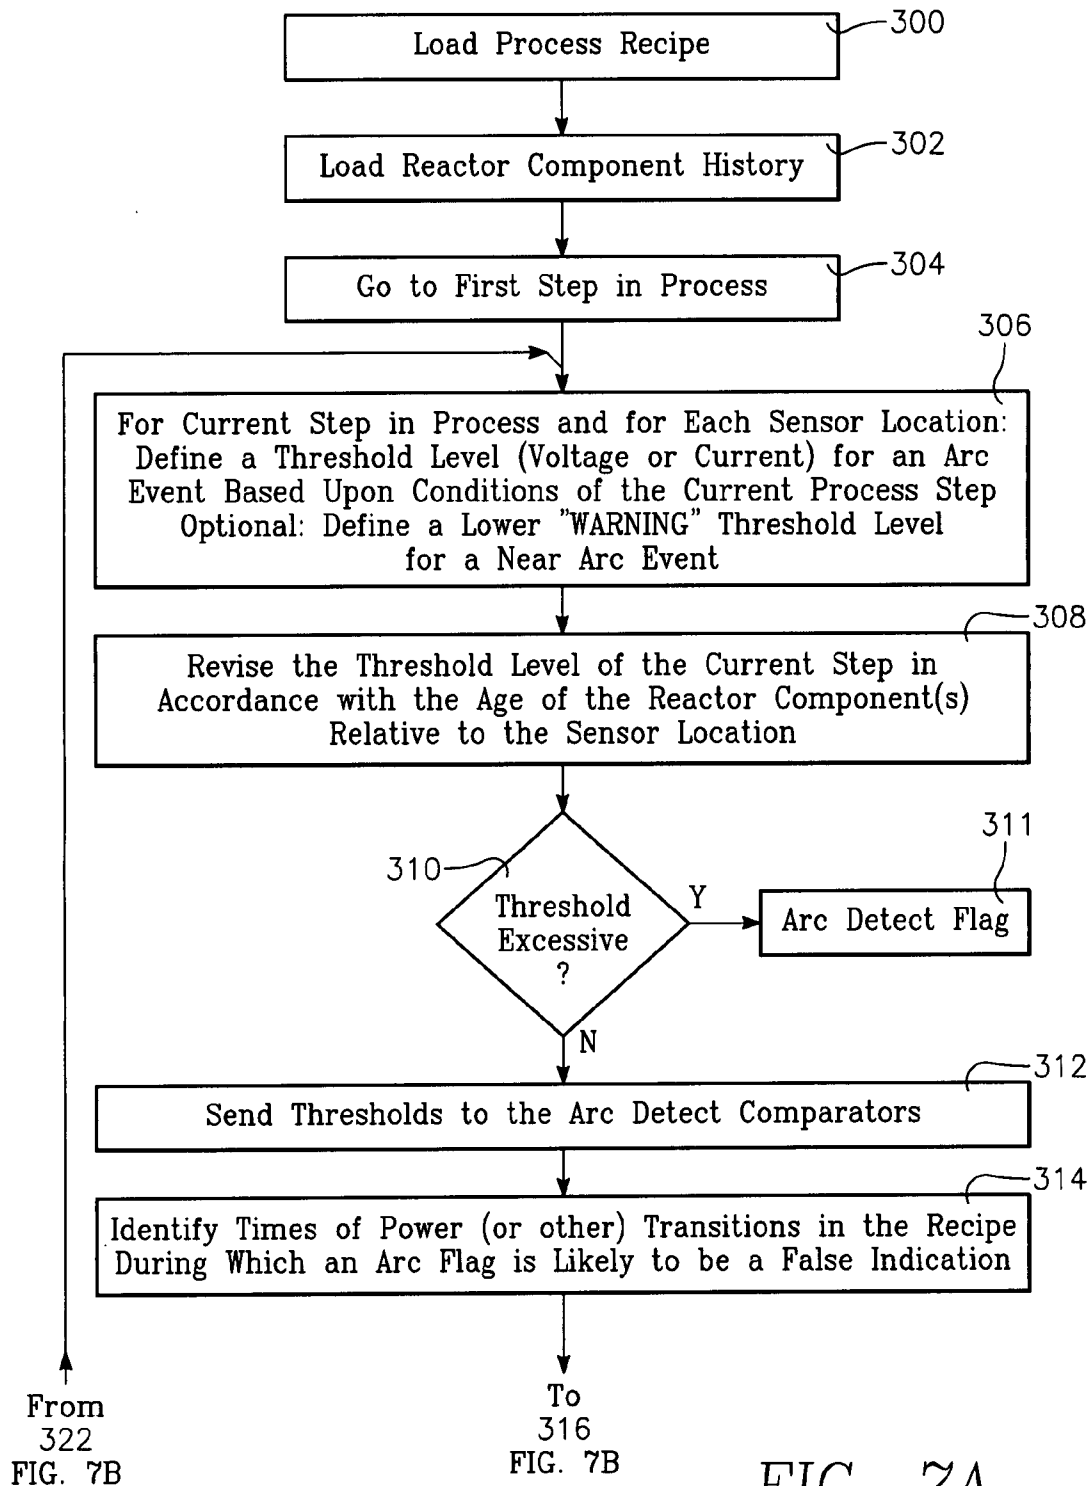 Load Process Recipe
300
Load Reactor Component History
302
Go to First Step in Process
304
306
For Current Step in Process and for Each Sensor Location:
Define a Threshold Level (Voltage or Current) for an Arc
Event Based Upon Conditions of the Current Process Step
Optional: Define a Lower "WARNING" Threshold Level
for a Near Arc Event
308
Revise the Threshold Level of the Current Step in
Accordance with the Age of the Reactor Component(s)
Relative to the Sensor Location
310
Threshold
Excessive
?
Y
311
Arc Detect Flag
N
312
Send Thresholds to the Arc Detect Comparators
314
Identify Times of Power (or other) Transitions in the Recipe
During Which an Arc Flag is Likely to be a False Indication
From
322
FIG. 7B
To
316
FIG. 7B
FIG. 7A